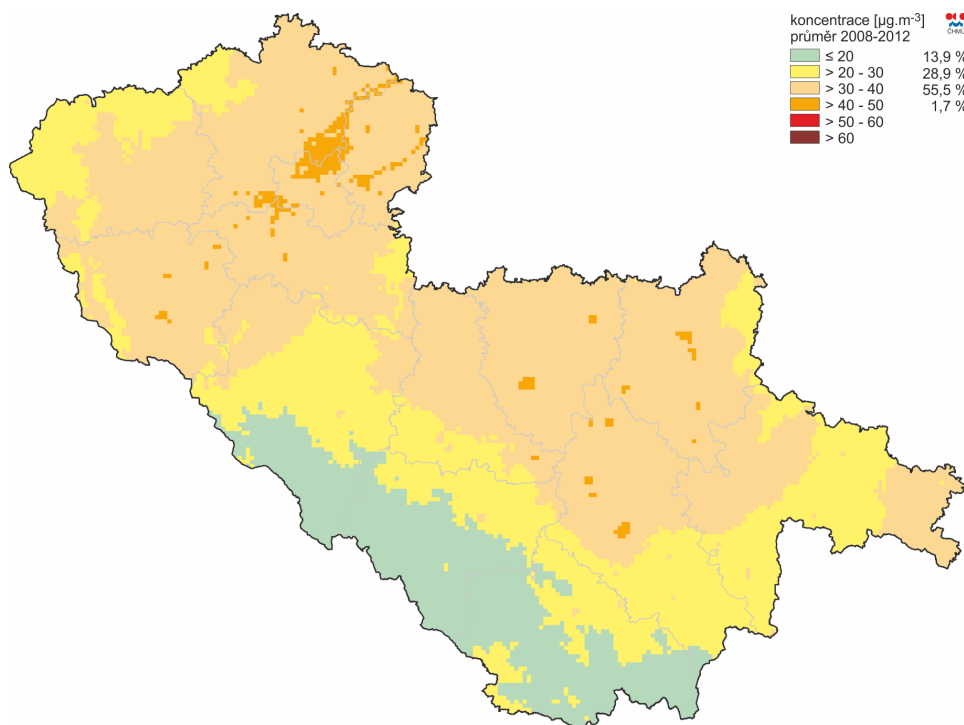 koncentrace [µg.m-3]
průměr 2008-2012
ČHMÚ
≤ 20 13,9 %
> 20 - 30 28,9 %
> 30 - 40 55,5 %
> 40 - 50 1,7 %
> 50 - 60
> 60